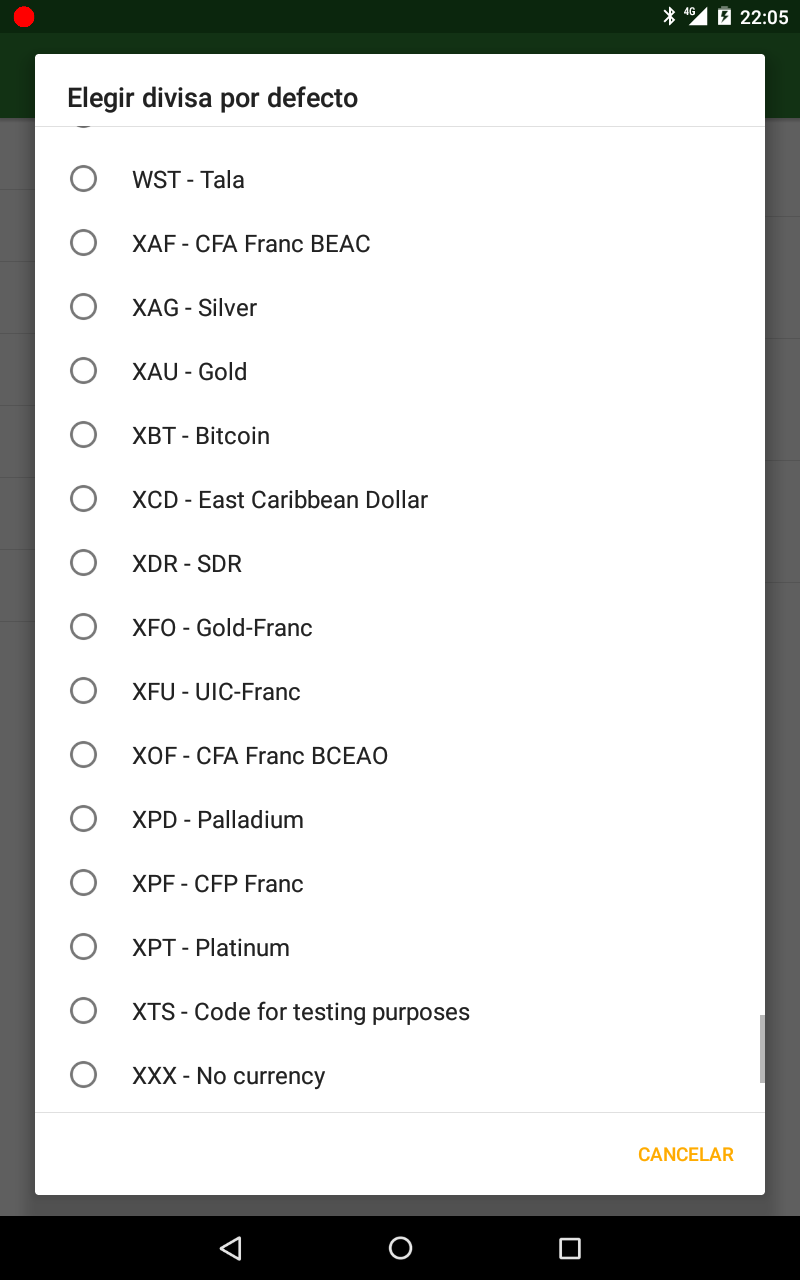 4G 22:05
Elegir divisa por defecto
WST - Tala
XAF - CFA Franc BEAC
XAG - Silver
XAU - Gold
XBT - Bitcoin
XCD - East Caribbean Dollar
XDR - SDR
XFO - Gold-Franc
XFU - UIC-Franc
XOF - CFA Franc BCEAO
XPD - Palladium
XPF - CFP Franc
XPT - Platinum
XTS - Code for testing purposes
XXX - No currency
CANCELAR